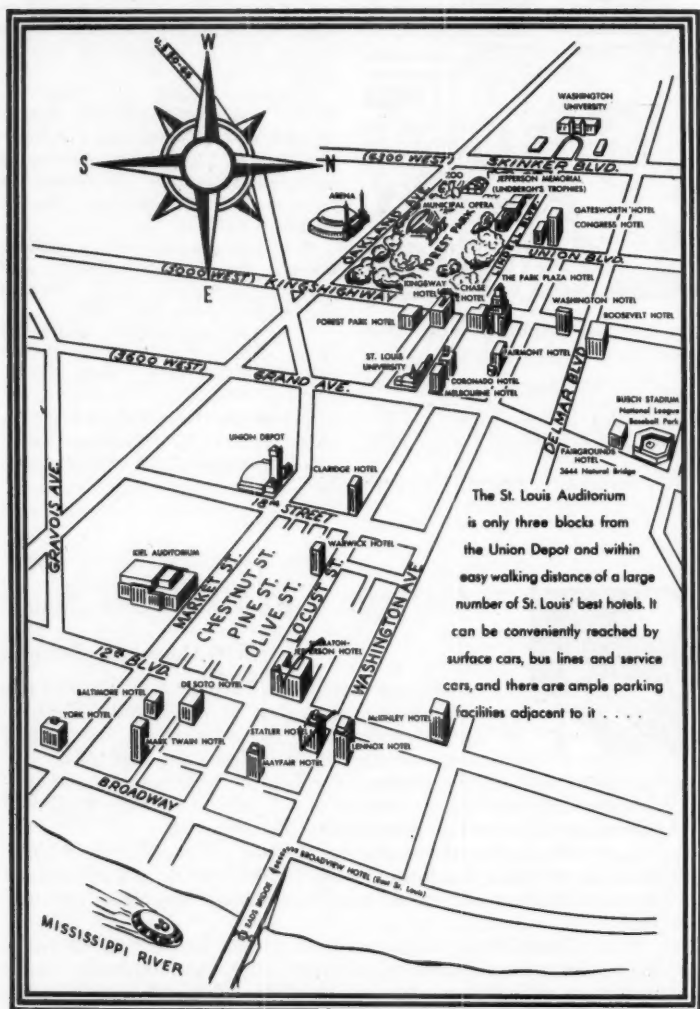 W
S
N
E
(6300 WEST)
SKINKER BLVD.
WASHINGTON
UNIVERSITY
ZOO
JEFFERSON MEMORIAL
(LINDBERGH'S TROPHIES)
ARENA
OAKLAND AVE.
MUNICIPAL OPERA
FOREST PARK
GATESWORTH HOTEL
CONGRESS HOTEL
UNION BLVD.
(5000 WEST) KINGSHIGHWAY
KINGSWAY
HOTEL
CHASE
HOTEL
THE PARK PLAZA HOTEL
FOREST PARK HOTEL
WASHINGTON HOTEL
ROOSEVELT HOTEL
(3600 WEST)
GRAND AVE.
ST. LOUIS
UNIVERSITY
FAIRMONT HOTEL
CORONADO HOTEL
MELBOURNE HOTEL
DELMAR BLVD
BUSCH STADIUM
National League
Baseball Park
FAIRGROUNDS
HOTEL
3644 Natural Bridge
GRAVOIS AVE.
UNION DEPOT
CLARIDGE HOTEL
18TH STREET
WARWICK HOTEL
KIEL AUDITORIUM
MARKET ST.
CHESTNUT ST.
PINE ST.
OLIVE ST.
LOCUST ST.
WASHINGTON AVE.
The St. Louis Auditorium
is only three blocks from
the Union Depot and within
easy walking distance of a large
number of St. Louis' best hotels. It
can be conveniently reached by
surface cars, bus lines and service
cars, and there are ample parking
facilities adjacent to it . . . .
12th BLVD.
SHERATON-
JEFFERSON HOTEL
BALTIMORE HOTEL
DE SOTO HOTEL
YORK HOTEL
MARK TWAIN HOTEL
STATLER HOTEL
McKINLEY HOTEL
LENNOX HOTEL
MAYFAIR HOTEL
BROADWAY
BROADVIEW HOTEL (East St. Louis)
EADS BRIDGE
MISSISSIPPI RIVER